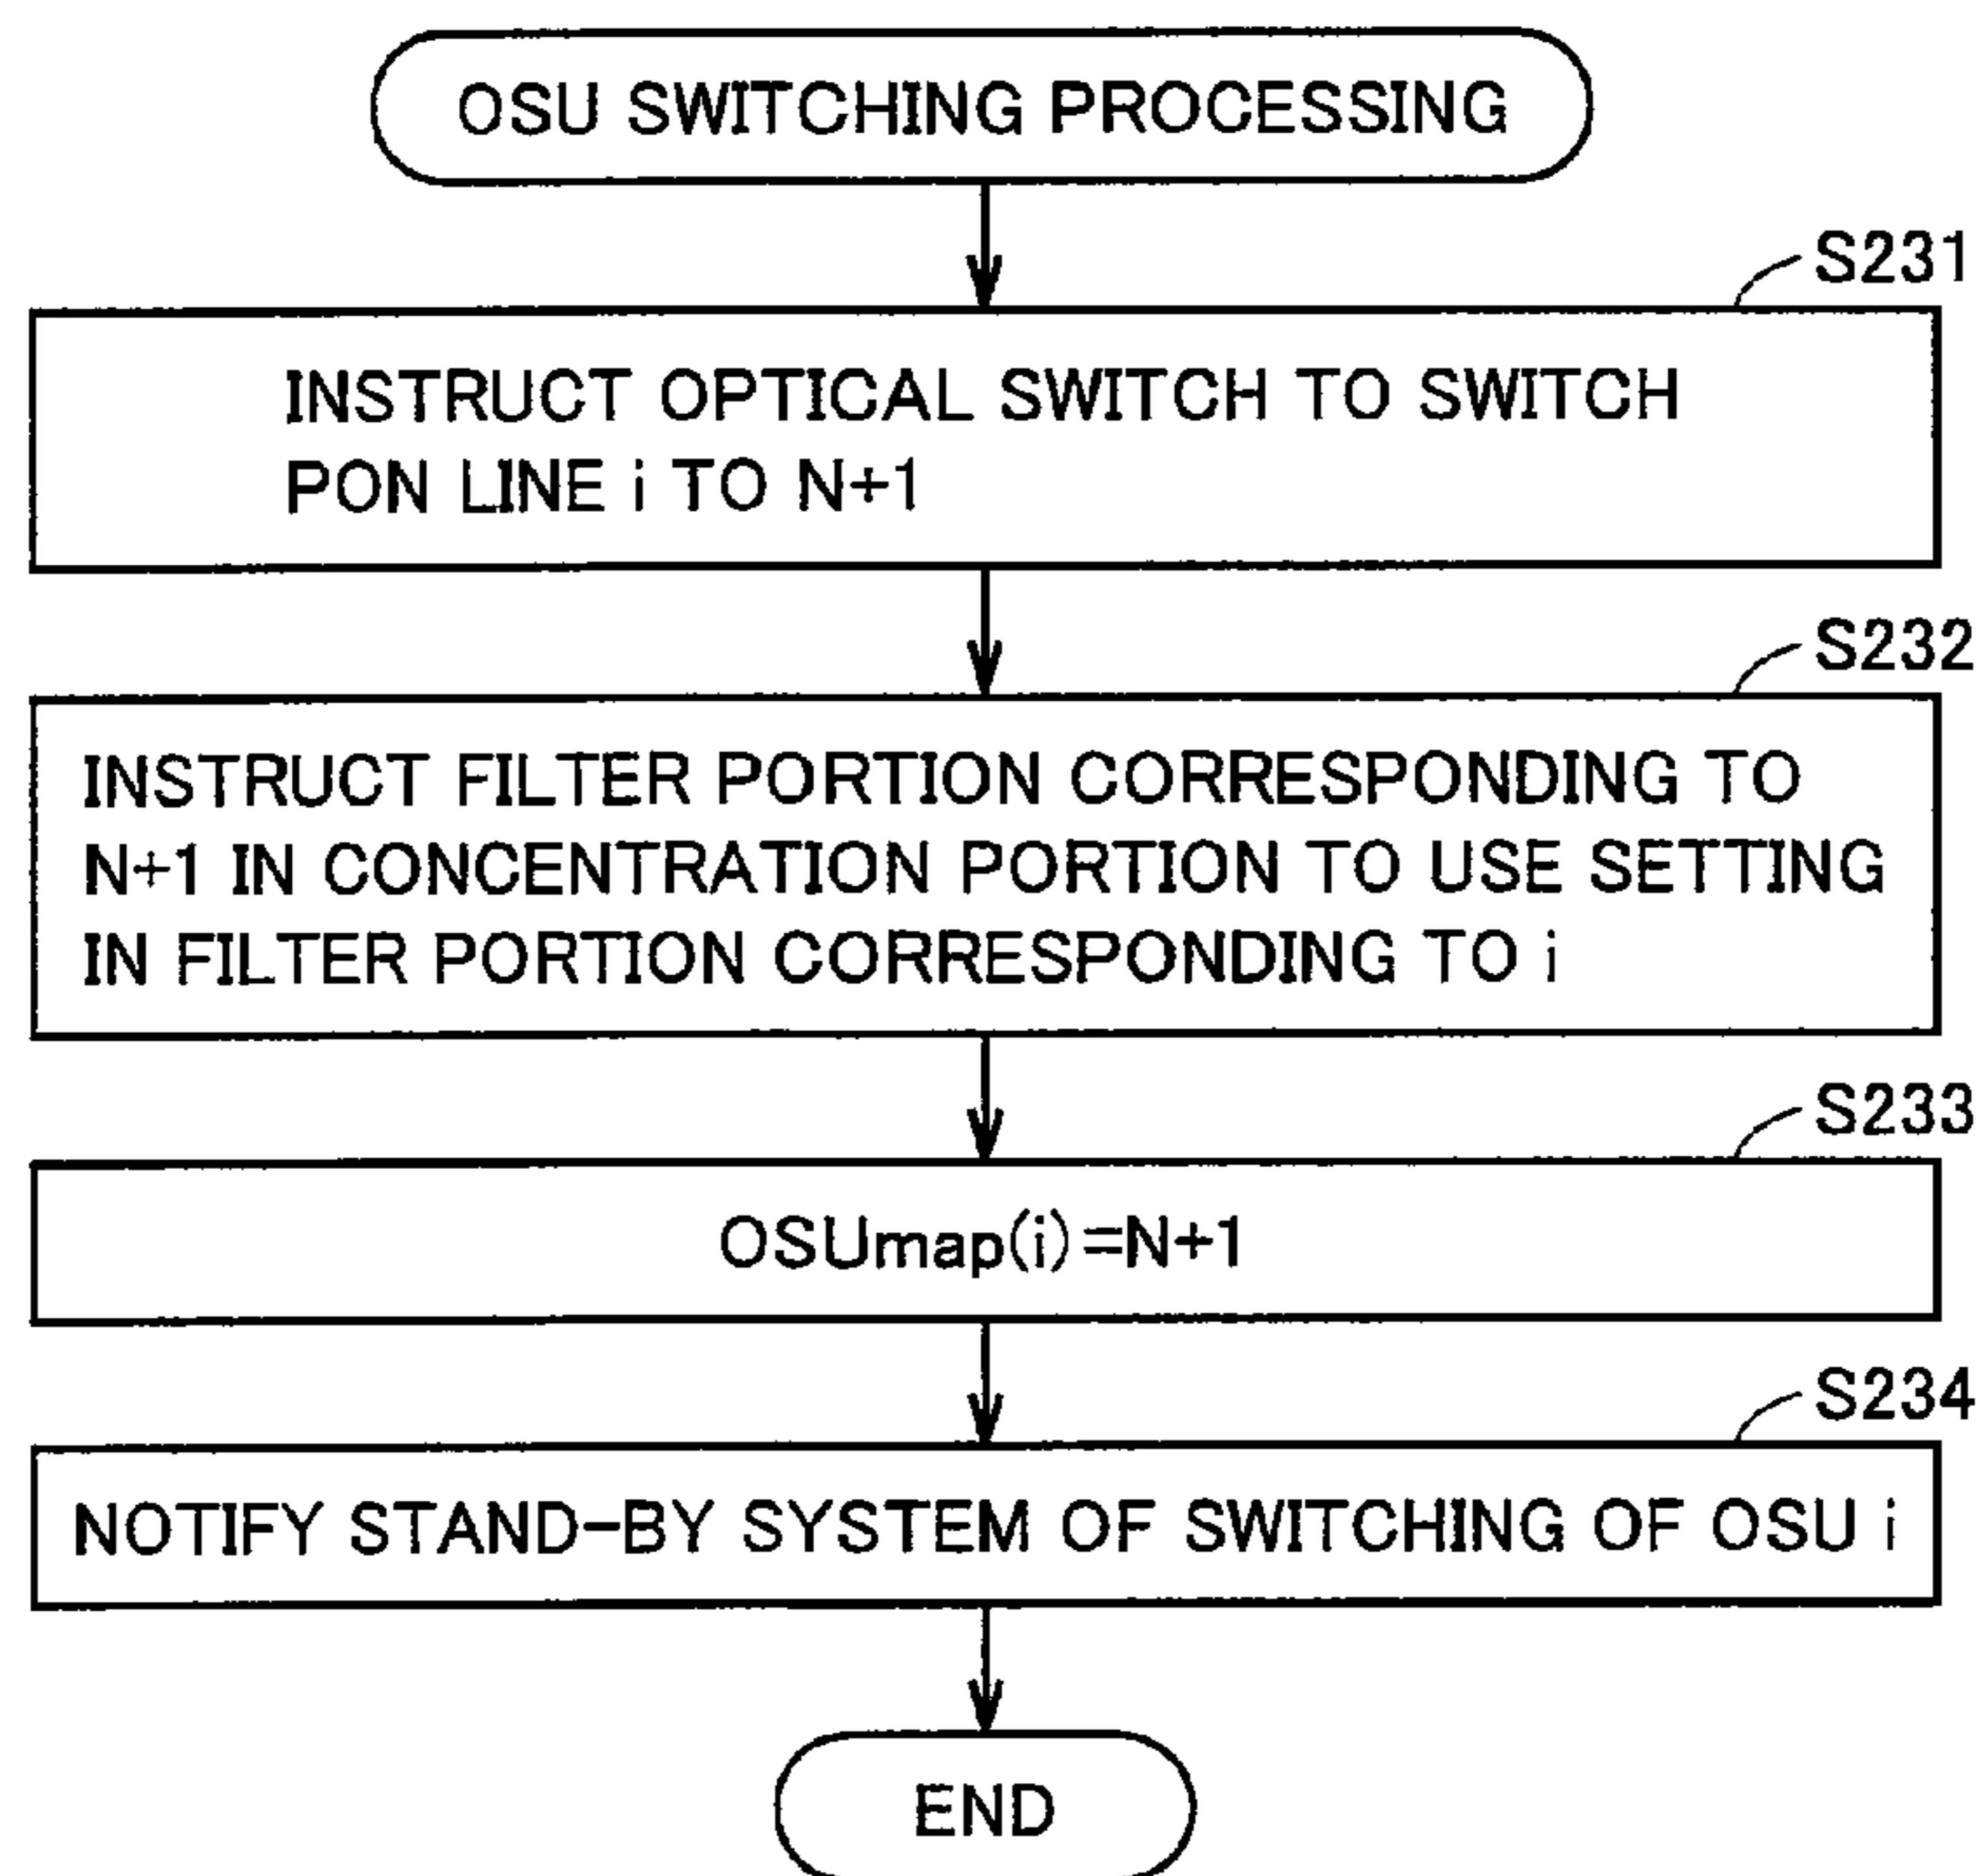 OSU SWITCHING PROCESSING
S231
INSTRUCT OPTICAL SWITCH TO SWITCH
PON LINE i TO N+1
S232
INSTRUCT FILTER PORTION CORRESPONDING TO
N+1 IN CONCENTRATION PORTION TO USE SETTING
IN FILTER PORTION CORRESPONDING TO i
S233
OSUmap(i)=N+1
S234
NOTIFY STAND-BY SYSTEM OF SWITCHING OF OSU i
END